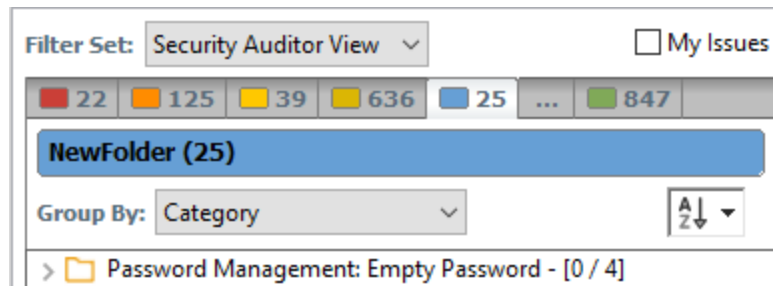 Filter Set: Security Auditor View My Issues
22 125 39 636 25 ... 847
NewFolder (25)
Group By: Category AZ
Password Management: Empty Password - [0 / 4]